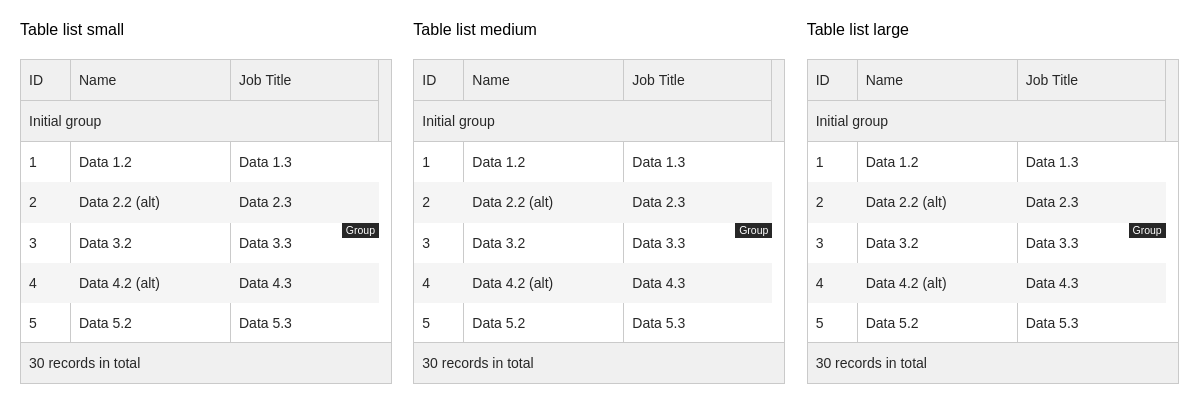 Table list small
ID Name Job Title
Initial group
1 Data 1.2 Data 1.3
2 Data 2.2 (alt) Data 2.3
Group
3 Data 3.2 Data 3.3
4 Data 4.2 (alt) Data 4.3
5 Data 5.2 Data 5.3
30 records in total
Table list medium
ID Name Job Title
Initial group
1 Data 1.2 Data 1.3
2 Data 2.2 (alt) Data 2.3
Group
3 Data 3.2 Data 3.3
4 Data 4.2 (alt) Data 4.3
5 Data 5.2 Data 5.3
30 records in total
Table list large
ID Name Job Title
Initial group
1 Data 1.2 Data 1.3
2 Data 2.2 (alt) Data 2.3
Group
3 Data 3.2 Data 3.3
4 Data 4.2 (alt) Data 4.3
5 Data 5.2 Data 5.3
30 records in total